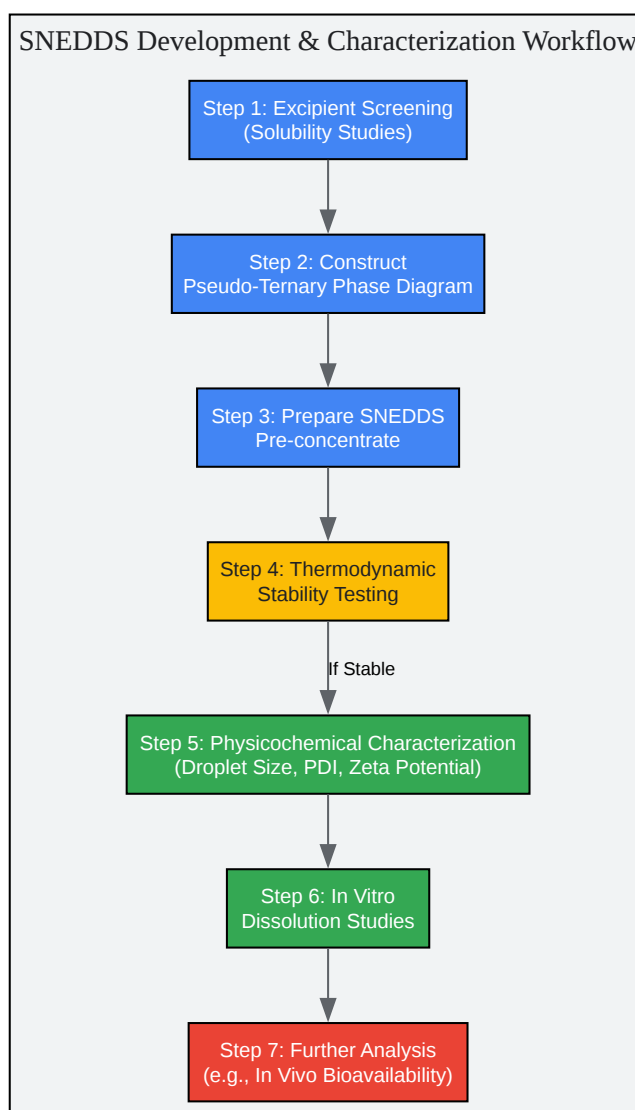 SNEDDS Development & Characterization Workflow
Step 1: Excipient Screening
(Solubility Studies)
Step 2: Construct
Pseudo-Ternary Phase Diagram
Step 3: Prepare SNEDDS
Pre-concentrate
Step 4: Thermodynamic
Stability Testing
If Stable
Step 5: Physicochemical Characterization
(Droplet Size, PDI, Zeta Potential)
Step 6: In Vitro
Dissolution Studies
Step 7: Further Analysis
(e.g., In Vivo Bioavailability)